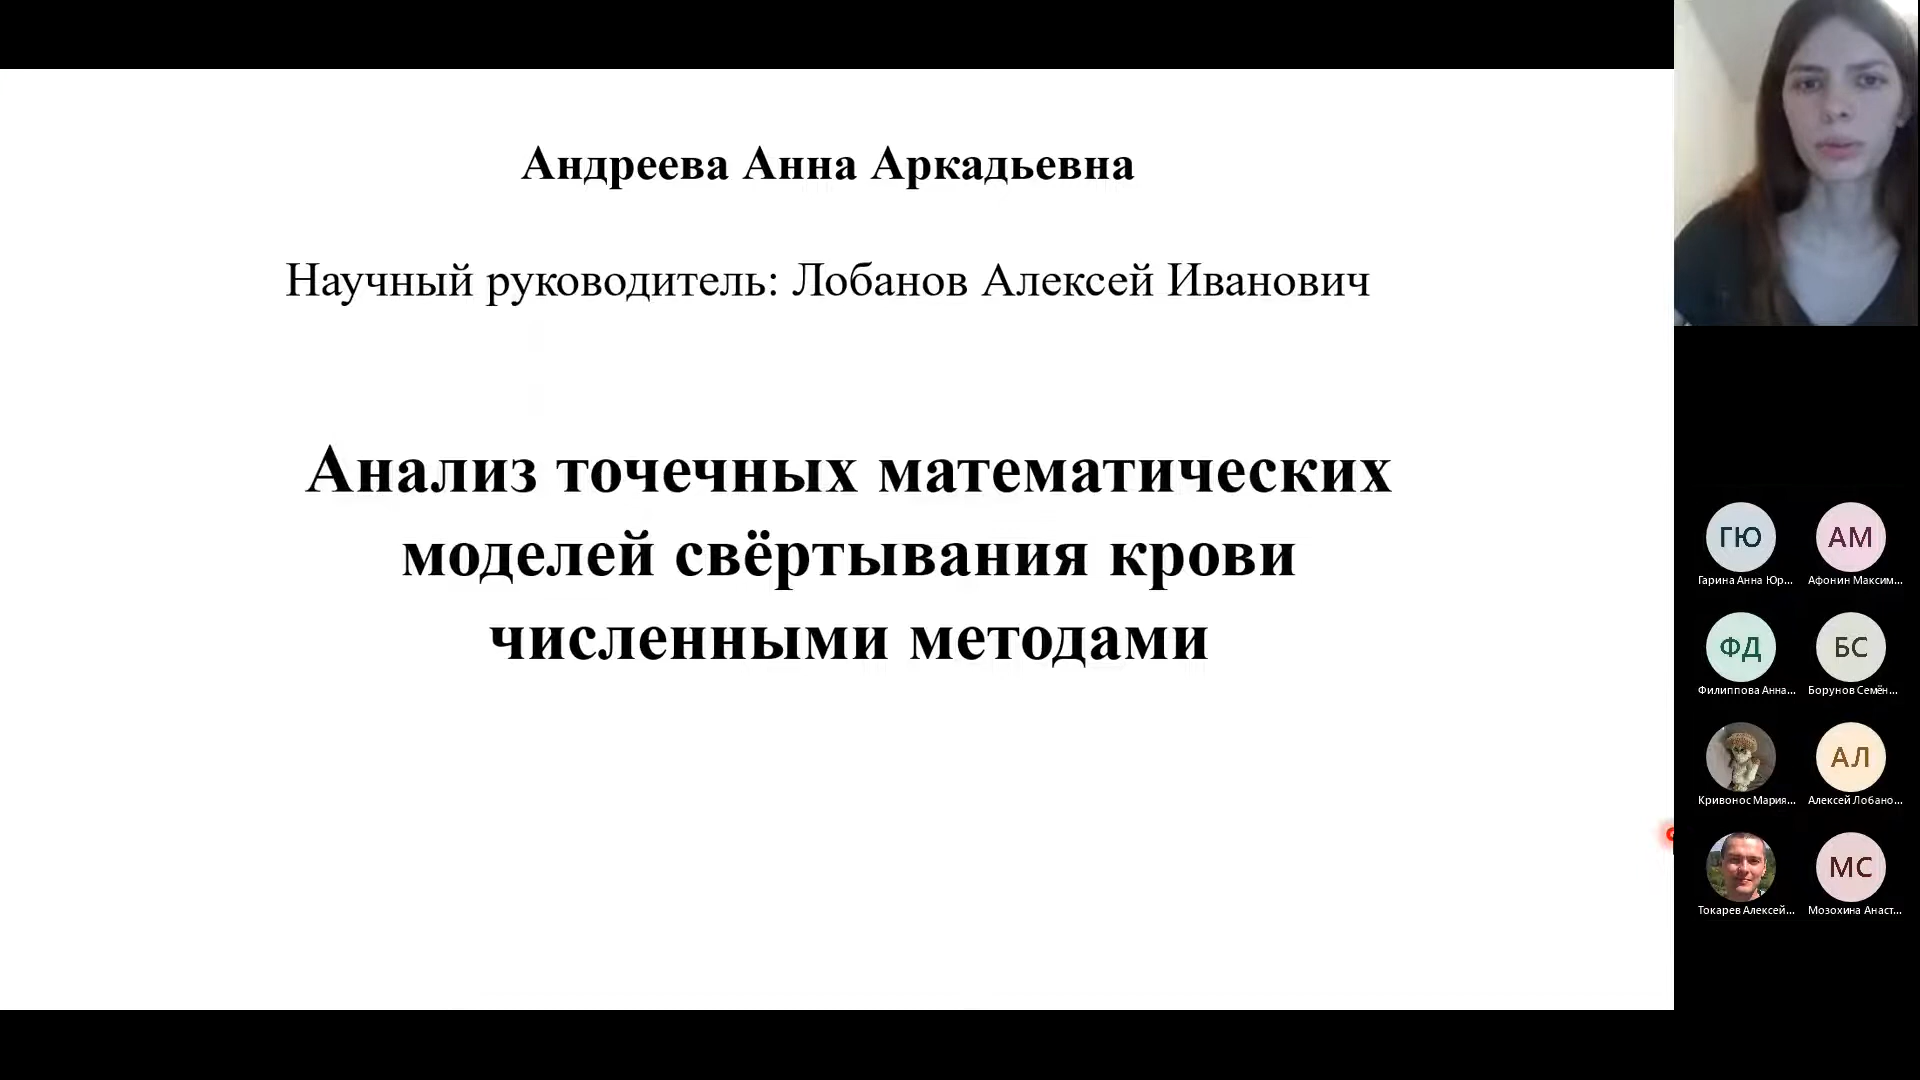 Андреева Анна Аркадьевна
Научный руководитель: Лобанов Алексей Иванович
Анализ точечных математических
моделей свёртывания крови
численными методами
ГЮ
АМ
Гарина Анна Юр...
Афонин Максим...
ФД
БС
Филиппова Анна...
Борунов Семён...
АЛ
Кривонос Мария...
Алексей Лобано...
МС
Токарев Алексей...
Мозохина Анаст...